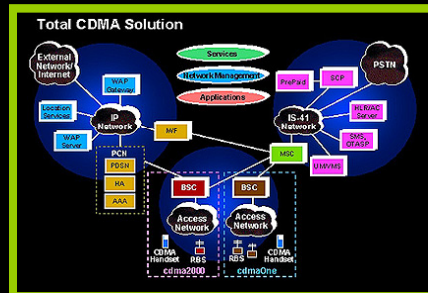 Total CDMA Solution
External
Network/
Internet
WAP
Gateway
Services
Network Management
Applications
PrePaid
SCP
PSTN
Location
Services
IP
Network
IWF
IS-41
Network
HLR/AC
Server
WAP
Server
SMS,
OTASP
MSC
UMVMS
PCN
PDSN
HA
AAA
BSC
BSC
Access
Network
Access
Network
CDMA
Handset
RBS
RBS
CDMA
Handset
cdma2000
cdmaOne